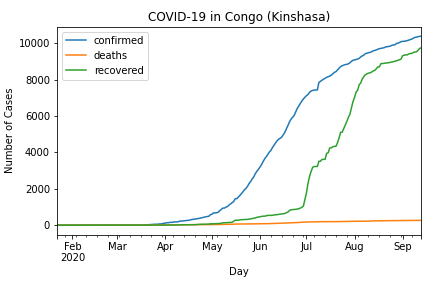 COVID-19 in Congo (Kinshasa)
confirmed
deaths
recovered
Number of Cases
10000
8000
6000
4000
2000
0
Feb Mar Apr May Jun Jul Aug Sep
2020
Day